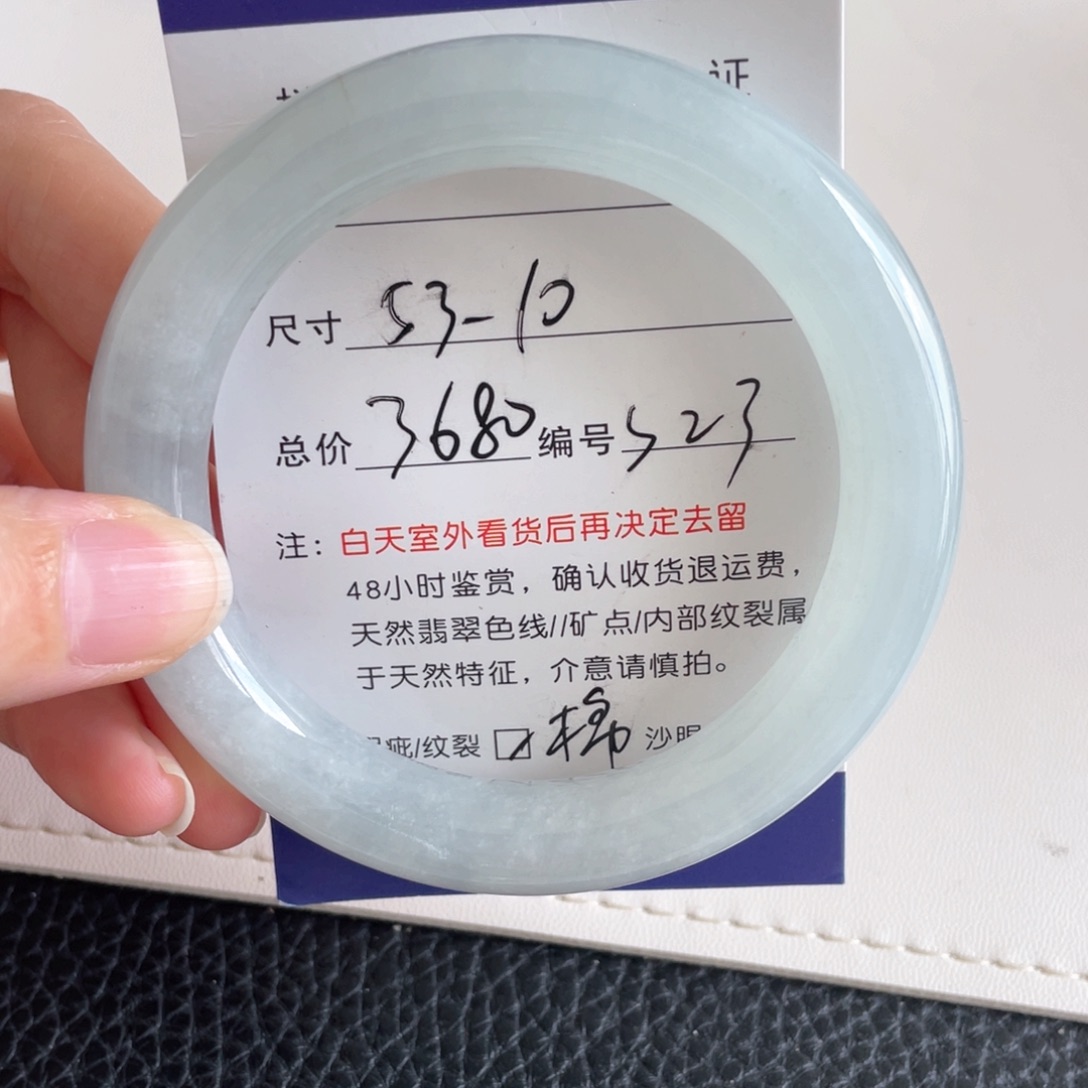 证
尺寸 53-10
总价 3680 编号 523
注：白天室外看货后再决定去留
48小时鉴赏，确认收货退运费，
天然翡翠色线//矿点/内部纹裂属
于天然特征，介意请慎拍。
疵/纹裂 棉 沙眼